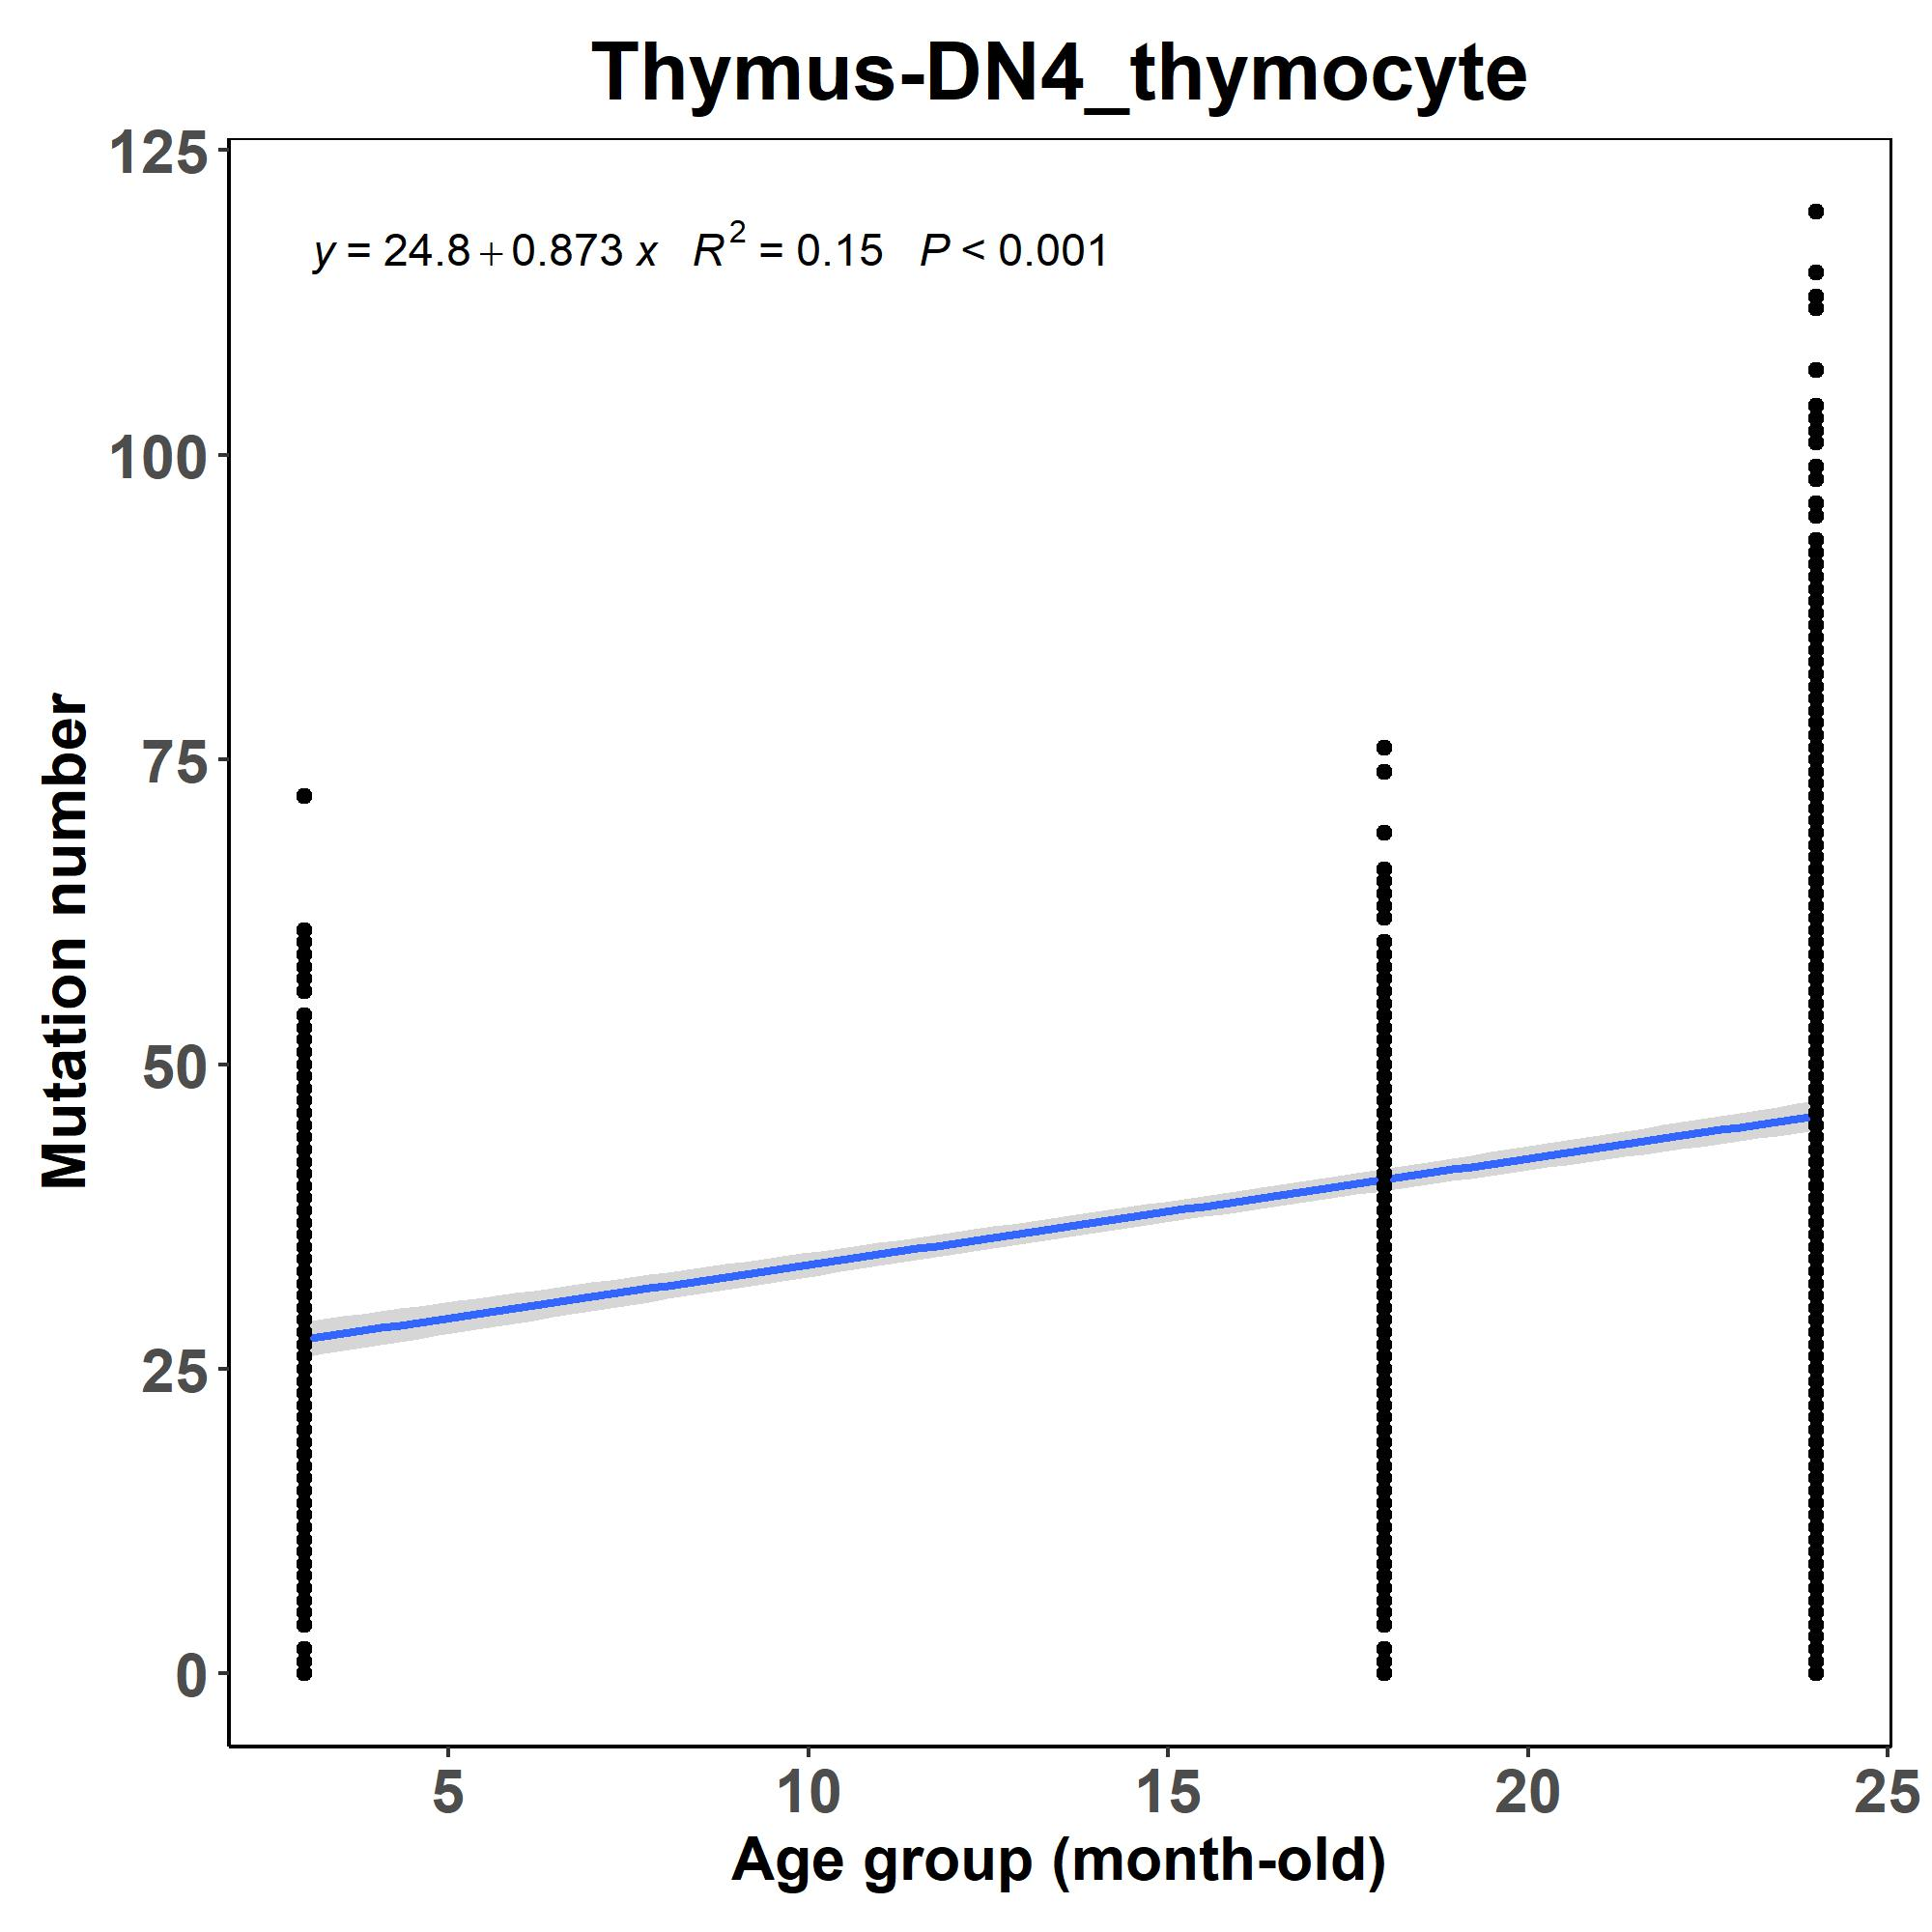 Thymus-DN4_thymocyte
125
y = 24.8 + 0.873 x R² = 0.15 P < 0.001
100
75
50
25
0
Mutation number
5 10 15 20 25
Age group (month-old)